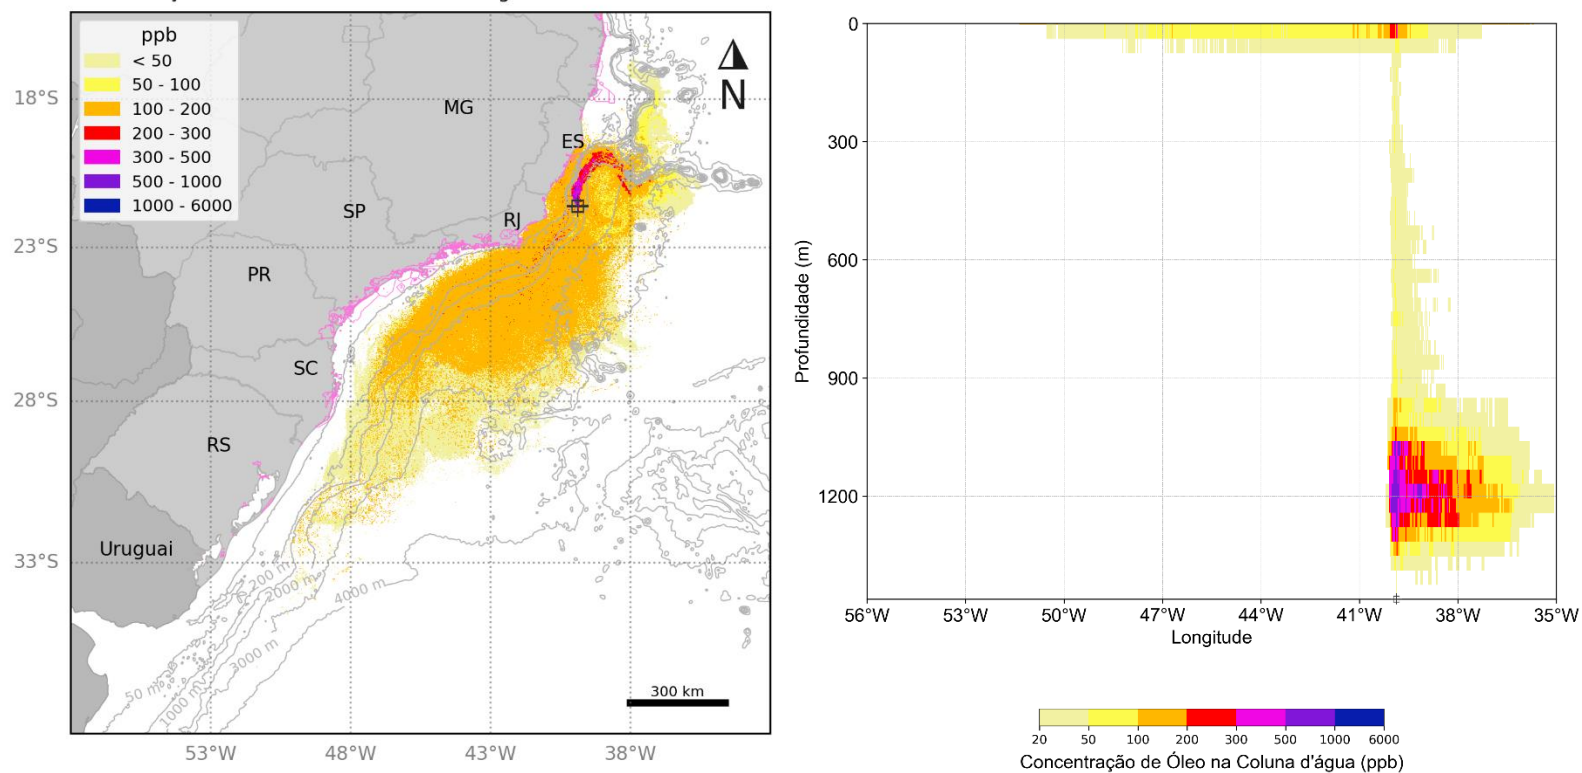 ppb
< 50
50 - 100
100 - 200
200 - 300
300 - 500
500 - 1000
1000 - 6000
N
MG
ES
SP
RJ
PR
SC
RS
Uruguai
200 m
2000 m
4000 m
3000 m
50 m
1000 m
300 km
18°S
23°S
28°S
33°S
53°W
48°W
43°W
38°W
0
300
600
900
1200
Profundidade (m)
56°W
53°W
50°W
47°W
44°W
41°W
38°W
35°W
Longitude
20
50
100
200
300
500
1000
6000
Concentração de Óleo na Coluna d'água (ppb)